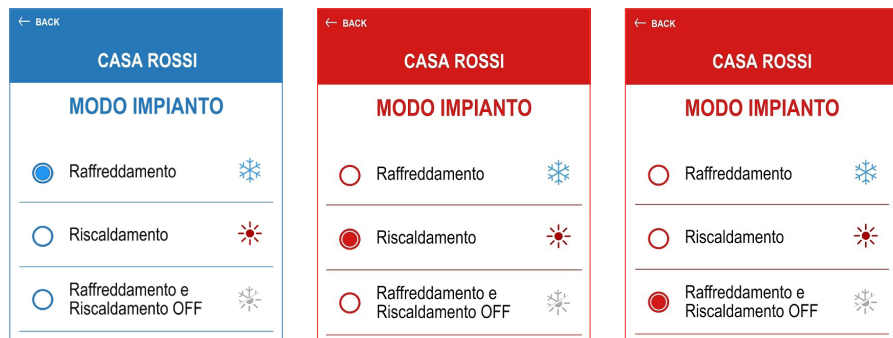 ← BACK
CASA ROSSI
MODO IMPIANTO
Raffreddamento
Riscaldamento
Raffreddamento e
Riscaldamento OFF
← BACK
CASA ROSSI
MODO IMPIANTO
Raffreddamento
Riscaldamento
Raffreddamento e
Riscaldamento OFF
← BACK
CASA ROSSI
MODO IMPIANTO
Raffreddamento
Riscaldamento
Raffreddamento e
Riscaldamento OFF